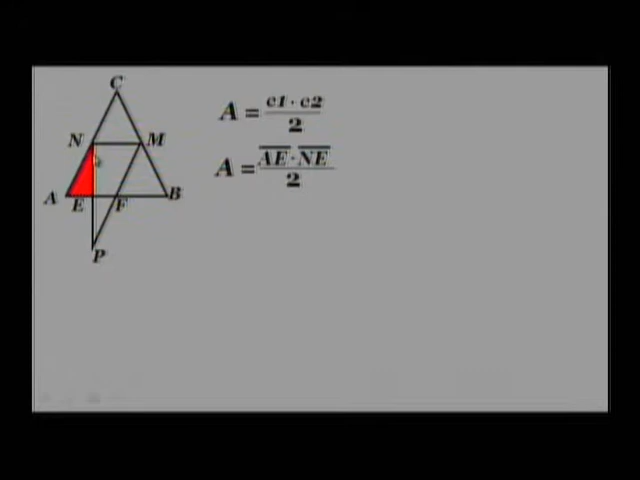 C
N M
A E F B
P
A = c1 · c2 / 2
A = AE · NE / 2